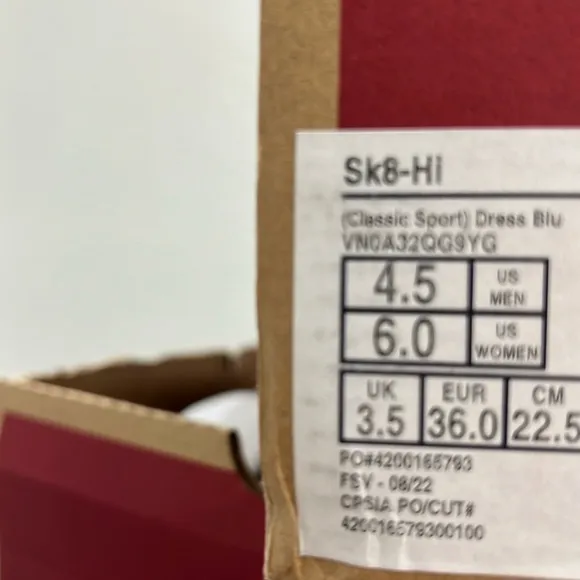 Sk8-Hi
(Classic Sport) Dress Blu
VN0A32QG9YG
4.5 US MEN
6.0 US WOMEN
UK EUR CM
3.5 36.0 22.5
PO#4200165793
FSV - 08/22
CPSIA PO/CUT#
420016579300100